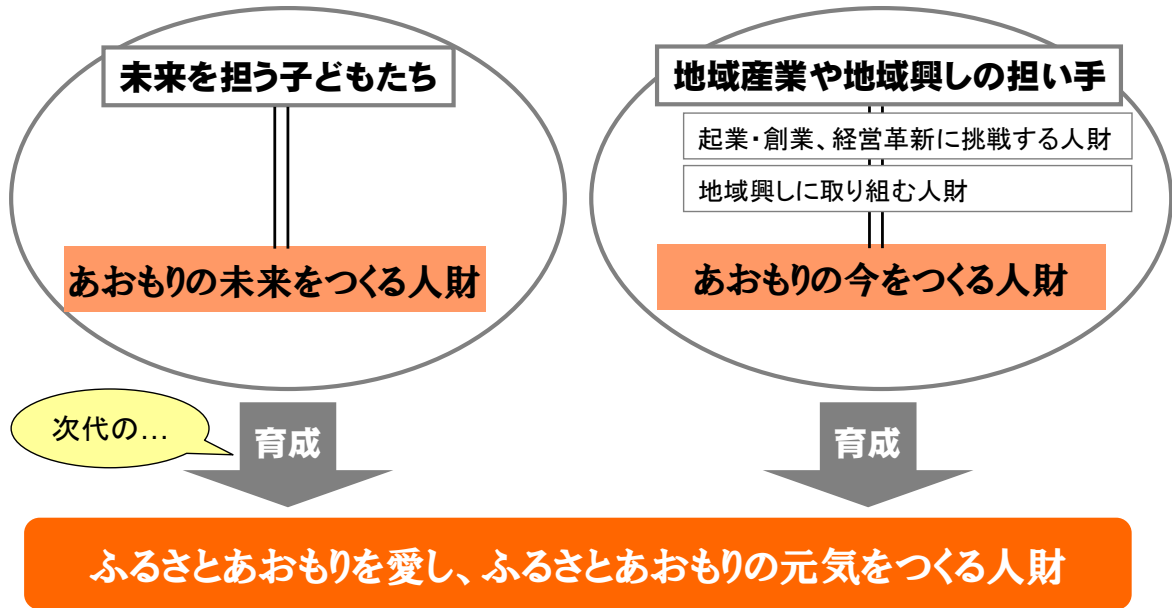 未来を担う子どもたち
あおもりの未来をつくる人財
地域産業や地域興しの担い手
起業・創業、経営革新に挑戦する人財
地域興しに取り組む人財
あおもりの今をつくる人財
次代の…
育成
育成
ふるさとあおもりを愛し、ふるさとあおもりの元気をつくる人財